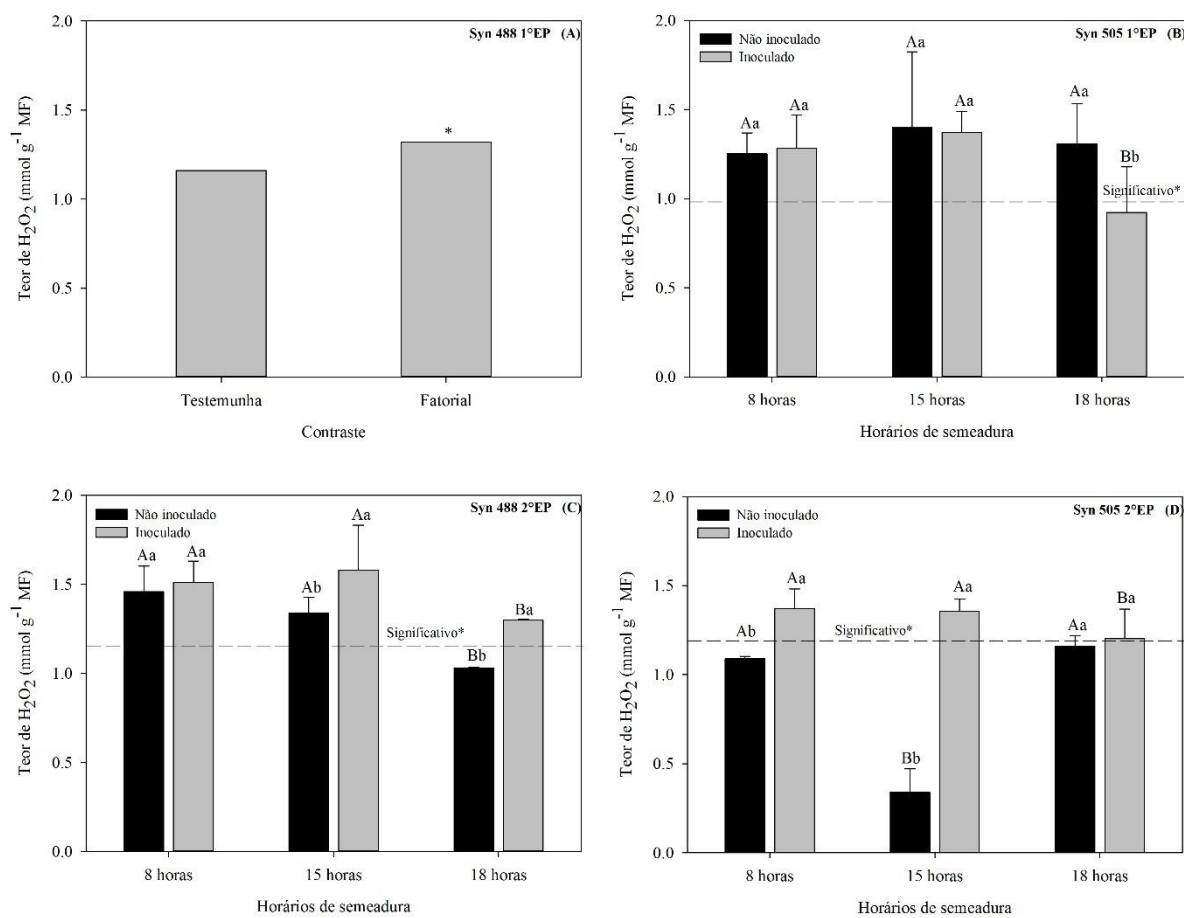 Syn 488 1°EP (A)
2.0
1.5
1.0
0.5
0.0
Teor de H2O2 (mmol g-1 MF)
*
Testemunha
Fatorial
Contraste
Syn 505 1°EP (B)
Não inoculado
Inoculado
2.0
1.5
1.0
0.5
0.0
Teor de H2O2 (mmol g-1 MF)
Aa
Aa
Aa
Aa
Aa
Bb
Significativo*
8 horas
15 horas
18 horas
Horários de semeadura
Syn 488 2°EP (C)
Não inoculado
Inoculado
2.0
1.5
1.0
0.5
0.0
Teor de H2O2 (mmol g-1 MF)
Aa
Aa
Ab
Aa
Bb
Ba
Significativo*
8 horas
15 horas
18 horas
Horários de semeadura
Syn 505 2°EP (D)
Não inoculado
Inoculado
2.0
1.5
1.0
0.5
0.0
Teor de H2O2 (mmol g-1 MF)
Ab
Aa
Bb
Aa
Aa
Ba
Significativo*
8 horas
15 horas
18 horas
Horários de semeadura